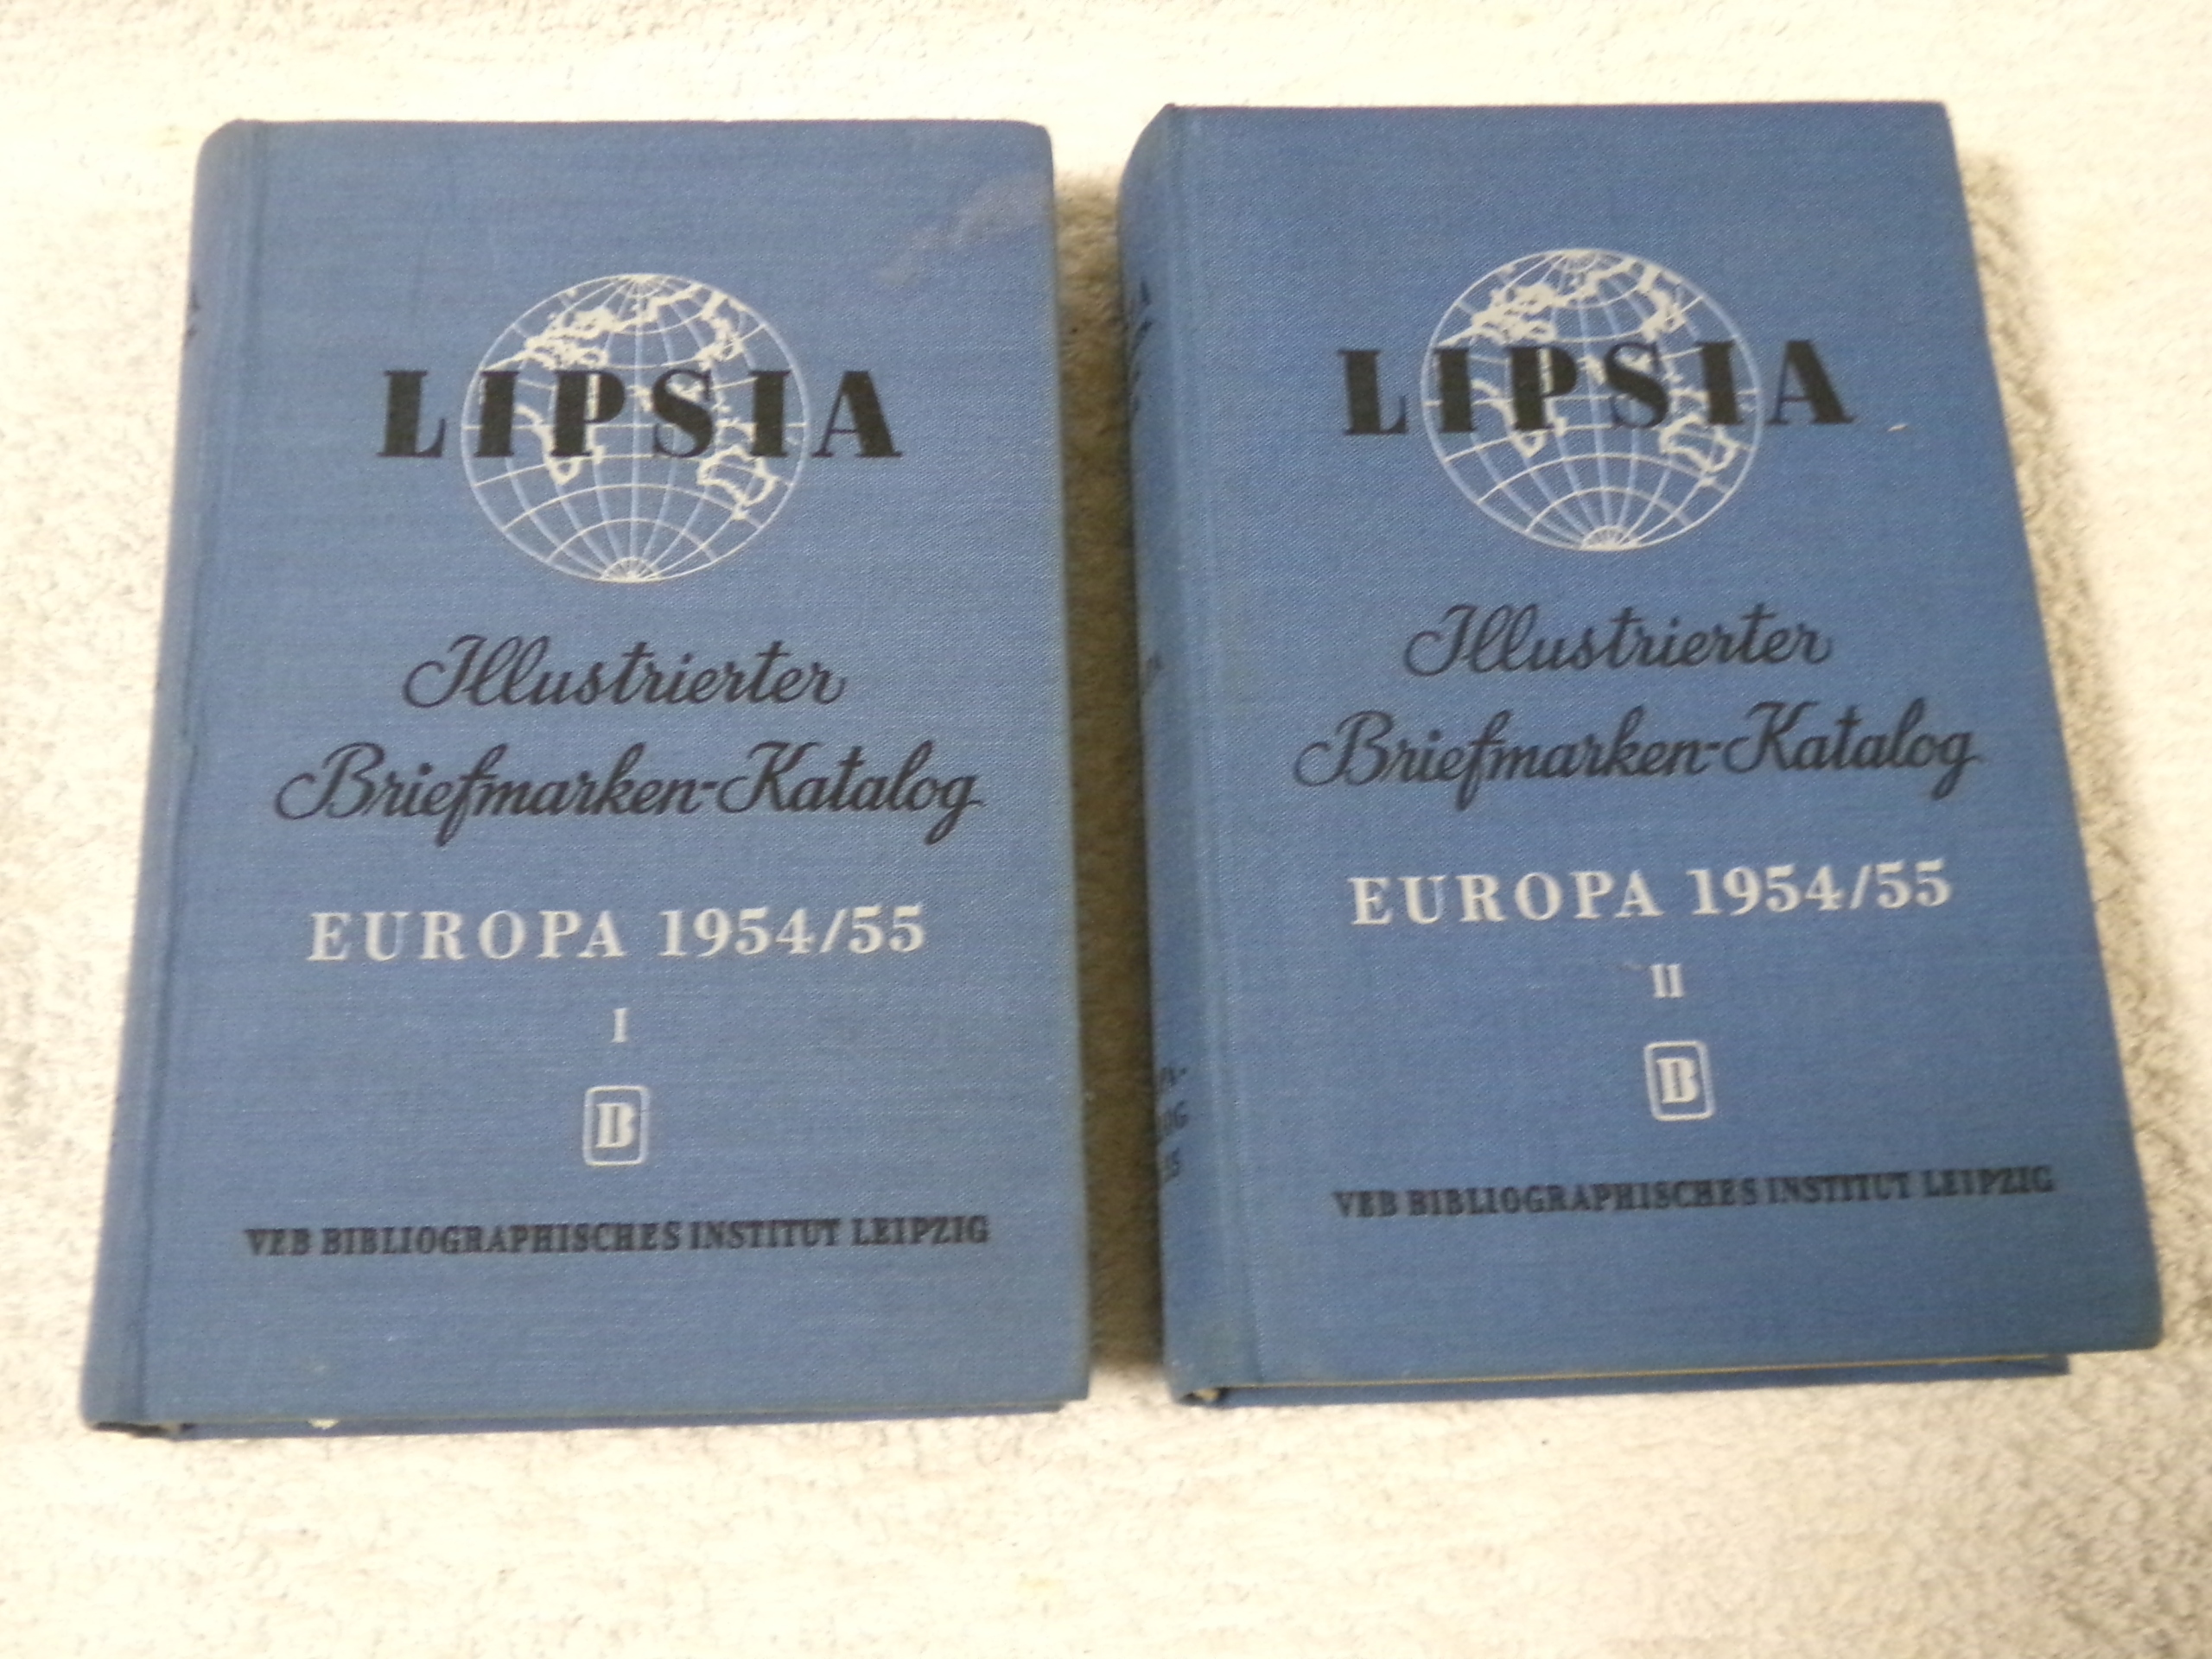 LIPSIA
Illustrierter
Briefmarken-Katalog
EUROPA 1954/55
I
B
VEB BIBLIOGRAPHISCHES INSTITUT LEIPZIG
LIPSIA
Illustrierter
Briefmarken-Katalog
EUROPA 1954/55
II
B
VEB BIBLIOGRAPHISCHES INSTITUT LEIPZIG